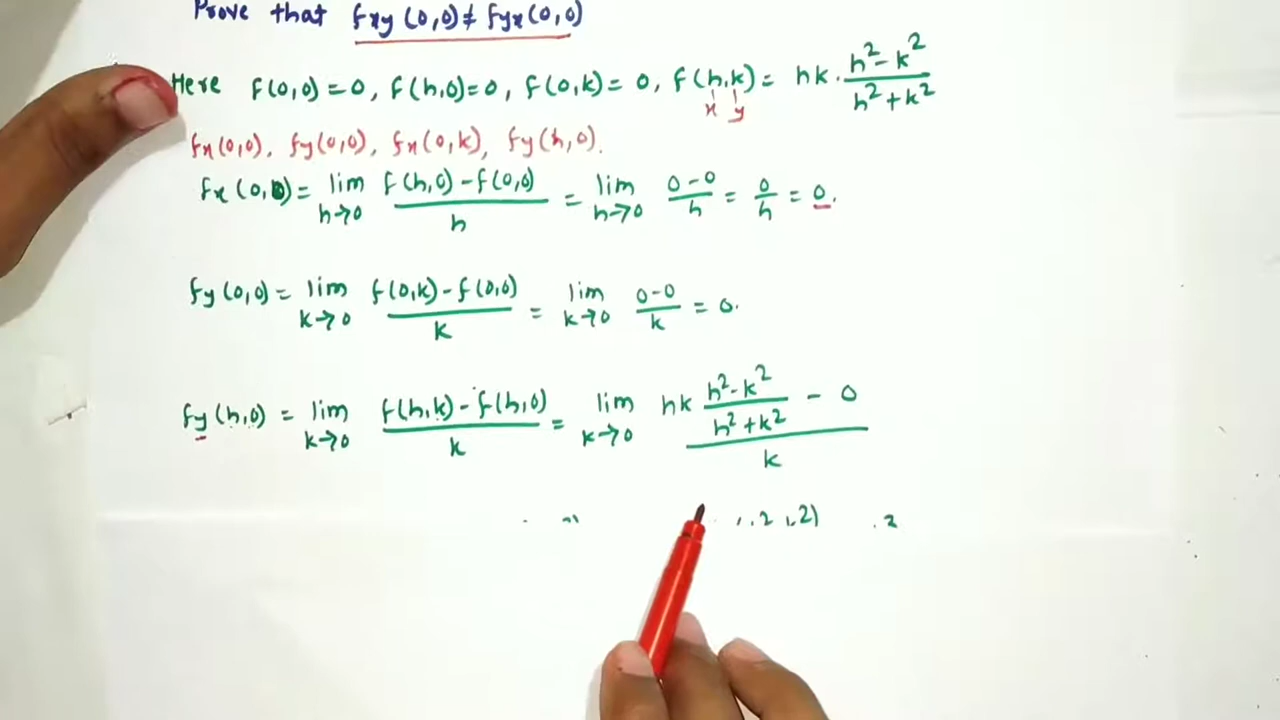 Prove that fxy (0,0) ≠ fyx (0,0)
Here f(0,0) = 0, f(h,0) = 0, f(0,k) = 0, f(h,k) = hk · (h² - k²)/(h² + k²)
x y
fx(0,0), fy(0,0), fx(0,k), fy(h,0).
fx(0,0) = lim h→0 (f(h,0) - f(0,0))/h = lim h→0 (0-0)/h = 0/h = 0.
fy(0,0) = lim k→0 (f(0,k) - f(0,0))/k = lim k→0 (0-0)/k = 0.
fy(h,0) = lim k→0 (f(h,k) - f(h,0))/k = lim k→0 (hk (h²-k²)/(h²+k²) - 0)/k